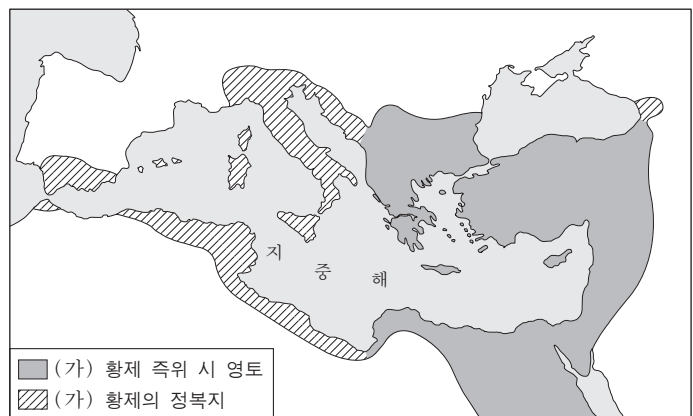 지 중 해
(가) 황제 즉위 시 영토
(가) 황제의 정복지